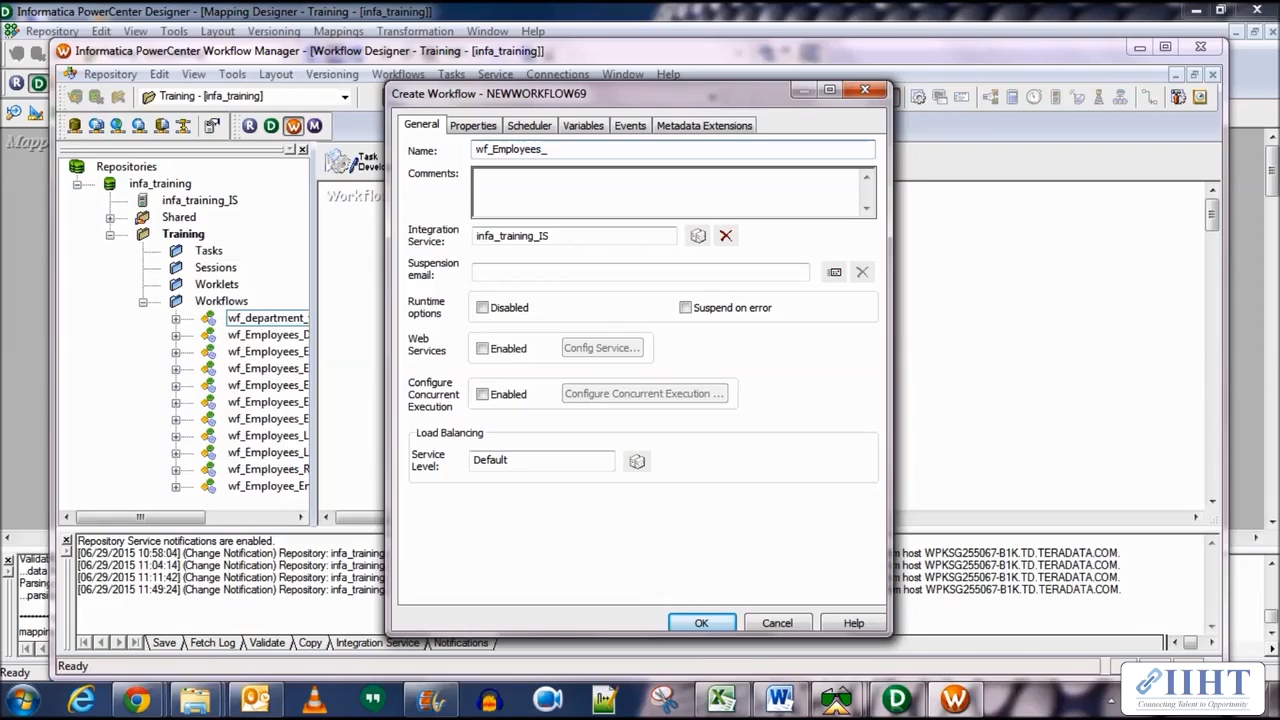 Informatica PowerCenter Designer - [Mapping Designer - Training - [infa_training]]
Repository Edit View Tools Layout Versioning Mappings Transformation Window Help
Informatica PowerCenter Workflow Manager - [Workflow Designer - Training - [infa_training]]
Repository Edit View Tools Layout Versioning Workflows Tasks Service Connections Window Help
Training - [infa_training]
R D W M
R D
Create Workflow - NEWWORKFLOW69
General Properties Scheduler Variables Events Metadata Extensions
Name: wf_Employees_
Comments:
Integration Service: infa_training_IS
Suspension email:
Runtime options Disabled Suspend on error
Web Services Enabled Config Service...
Configure Concurrent Execution Enabled Configure Concurrent Execution ...
Load Balancing
Service Level: Default
OK Cancel Help
Repositories
infa_training
infa_training_IS
Shared
Training
Tasks
Sessions
Worklets
Workflows
wf_department_
wf_Employees_D
wf_Employees_E
wf_Employees_E
wf_Employees_E
wf_Employees_E
wf_Employees_E
wf_Employees_L
wf_Employees_L
wf_Employees_R
wf_Employee_Er
Task
Develo
Workflo
Mapp
Repository Service notifications are enabled.
[06/29/2015 10:58:04] (Change Notification) Repository: infa_training
[06/29/2015 11:04:14] (Change Notification) Repository: infa_training
[06/29/2015 11:11:42] (Change Notification) Repository: infa_training
[06/29/2015 11:49:24] (Change Notification) Repository: infa_training
m host WPKSG255067-B1K.TD.TERADATA.COM.
m host WPKSG255067-B1K.TD.TERADATA.COM.
m host WPKSG255067-B1K.TD.TERADATA.COM.
m host WPKSG255067-B1K.TD.TERADATA.COM.
Save Fetch Log Validate Copy Integration Service Notifications
Validat
...data
Parsing
...parsi
mappin
Ready
Ready
IIHT
Connecting Talent to Opportunity